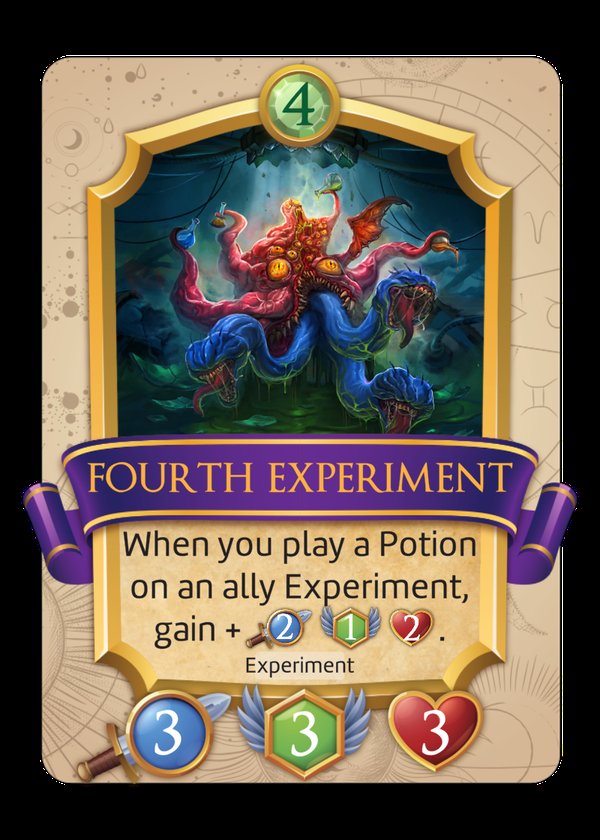 4
FOURTH EXPERIMENT
When you play a Potion
on an ally Experiment,
gain + 2 1 2 .
Experiment
3 3 3